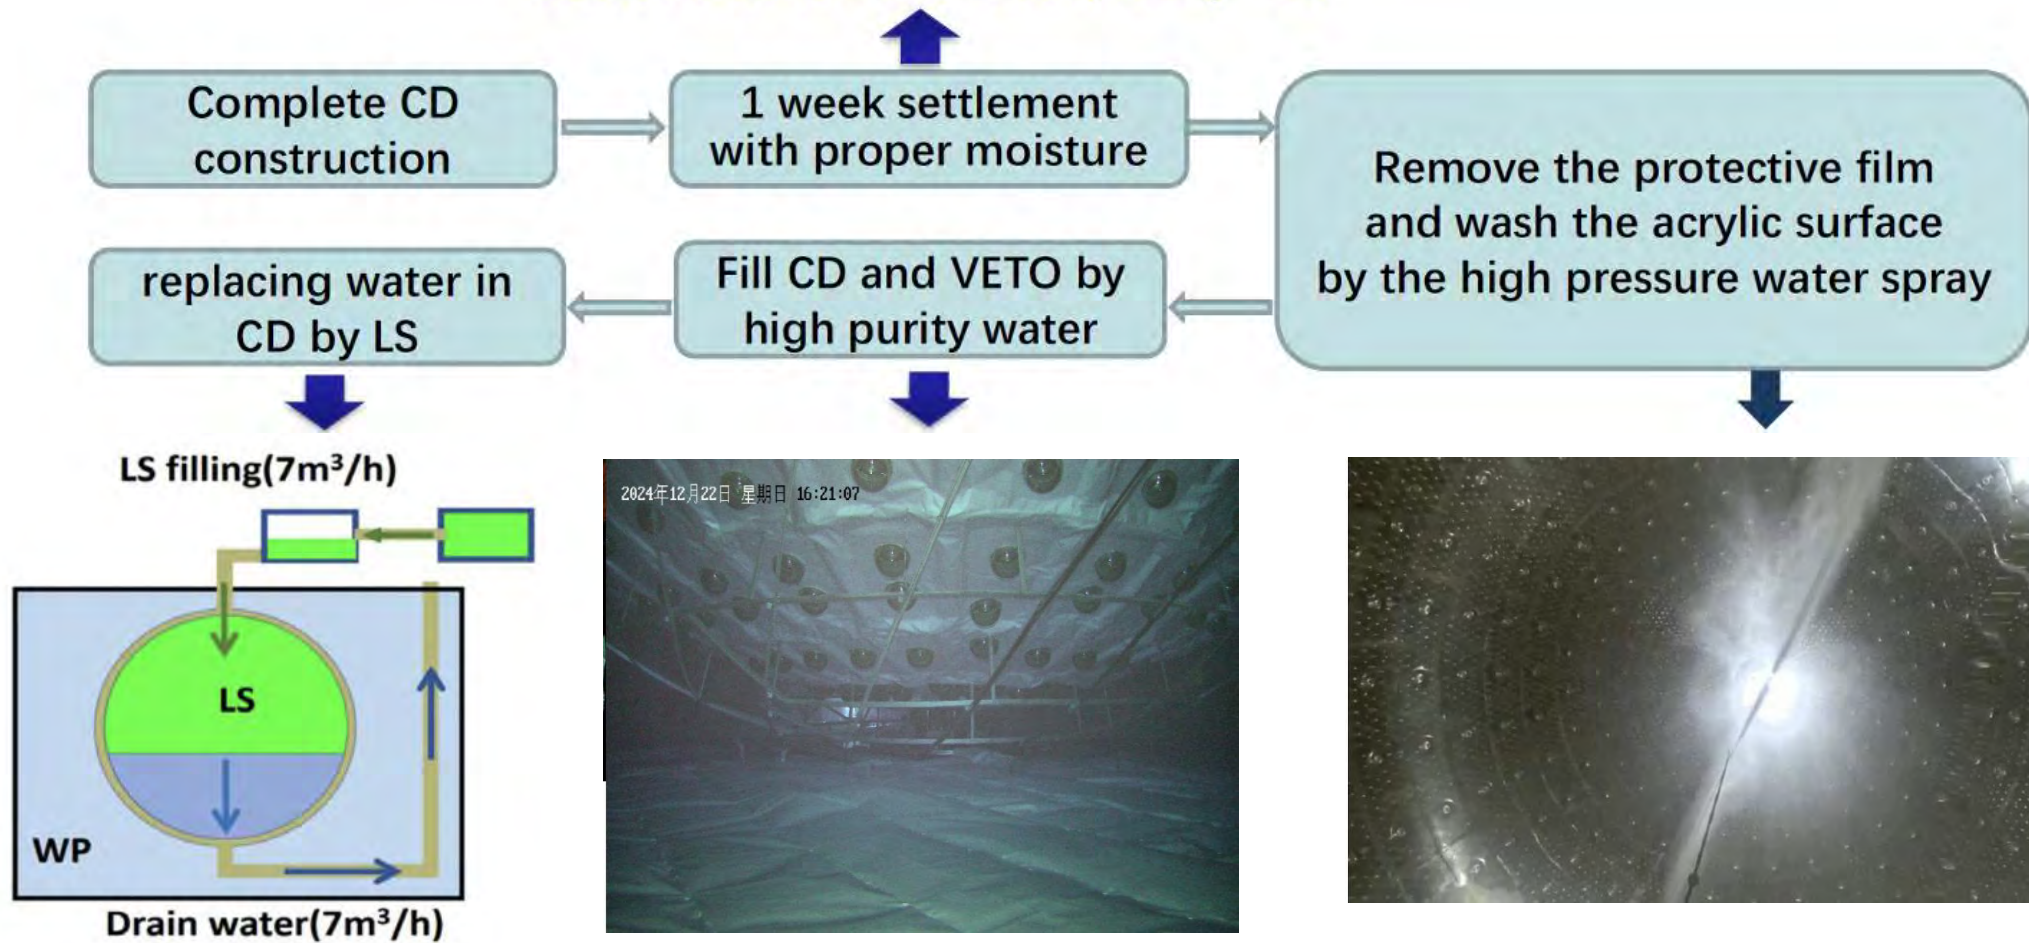 Complete CD
construction
1 week settlement
with proper moisture
Remove the protective film
and wash the acrylic surface
by the high pressure water spray
Fill CD and VETO by
high purity water
replacing water in
CD by LS
LS filling(7m³/h)
LS
WP
Drain water(7m³/h)
2024年12月22日 星期日 16:21:07